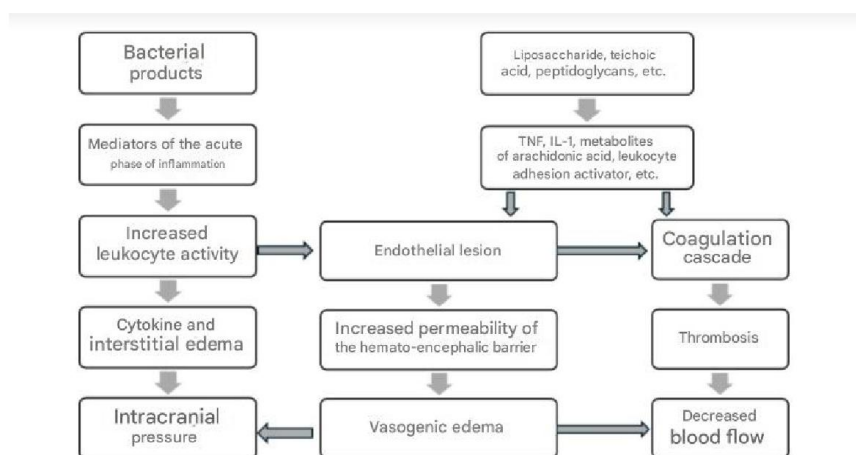 Bacterial
products
Liposaccharide, teichoic
acid, peptidoglycans, etc.
Mediators of the acute
phase of inflammation
TNF, IL-1, metabolites
of arachidonic acid, leukocyte
adhesion activator, etc.
Increased
leukocyte activity
Endothelial lesion
Coagulation
cascade
Cytokine and
interstitial edema
Increased permeability of
the hemato-encephalic barrier
Thrombosis
Intracranial
pressure
Vasogenic edema
Decreased
blood flow